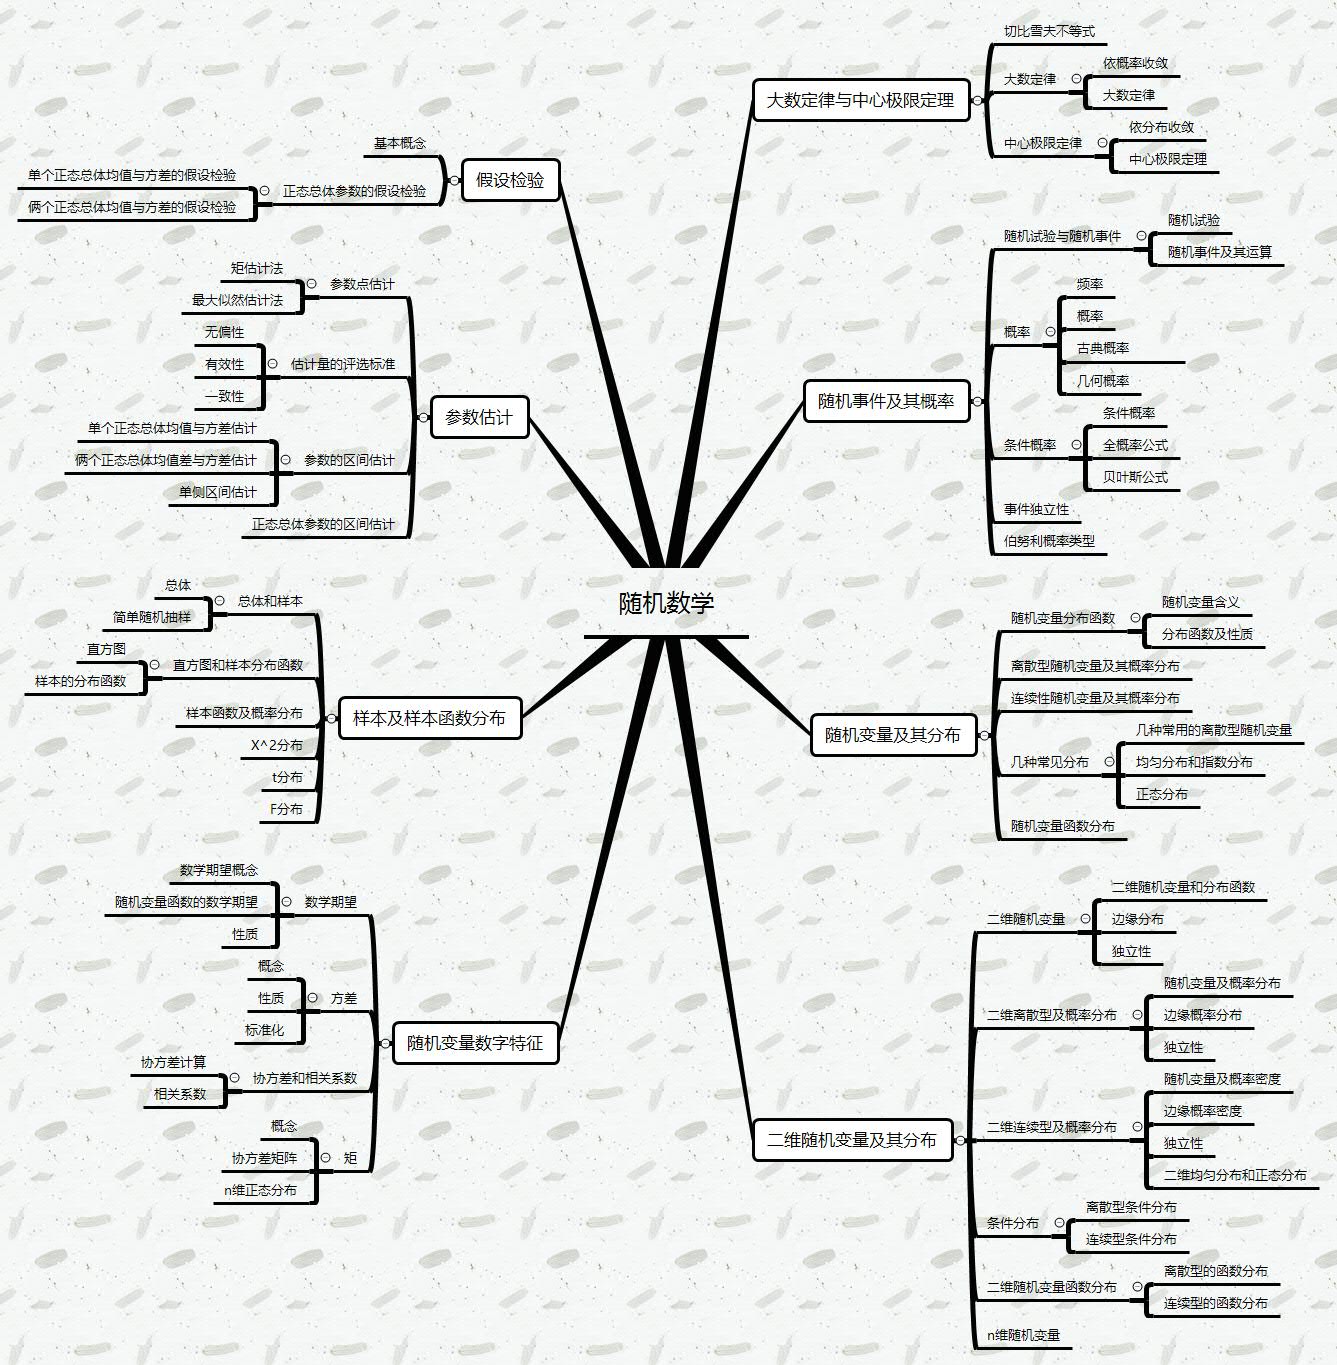 随机数学
大数定律与中心极限定理
切比雪夫不等式
大数定律
依概率收敛
大数定律
中心极限定律
依分布收敛
中心极限定理
随机事件及其概率
随机试验与随机事件
随机试验
随机事件及其运算
概率
频率
概率
古典概率
几何概率
条件概率
条件概率
全概率公式
贝叶斯公式
事件独立性
伯努利概率类型
随机变量及其分布
随机变量分布函数
随机变量含义
分布函数及性质
离散型随机变量及其概率分布
连续性随机变量及其概率分布
几种常见分布
几种常用的离散型随机变量
均匀分布和指数分布
正态分布
随机变量函数分布
二维随机变量及其分布
二维随机变量
二维随机变量和分布函数
边缘分布
独立性
二维离散型及概率分布
随机变量及概率分布
边缘概率分布
独立性
二维连续型及概率分布
随机变量及概率密度
边缘概率密度
独立性
二维均匀分布和正态分布
条件分布
离散型条件分布
连续型条件分布
二维随机变量函数分布
离散型的函数分布
连续型的函数分布
n维随机变量
假设检验
基本概念
正态总体参数的假设检验
单个正态总体均值与方差的假设检验
俩个正态总体均值与方差的假设检验
参数估计
参数点估计
矩估计法
最大似然估计法
估计量的评选标准
无偏性
有效性
一致性
参数的区间估计
单个正态总体均值与方差估计
俩个正态总体均值差与方差估计
单侧区间估计
正态总体参数的区间估计
样本及样本函数分布
总体和样本
总体
简单随机抽样
直方图和样本分布函数
直方图
样本的分布函数
样本函数及概率分布
X^2分布
t分布
F分布
随机变量数字特征
数学期望
数学期望概念
随机变量函数的数学期望
性质
方差
概念
性质
标准化
协方差和相关系数
协方差计算
相关系数
矩
概念
协方差矩阵
n维正态分布